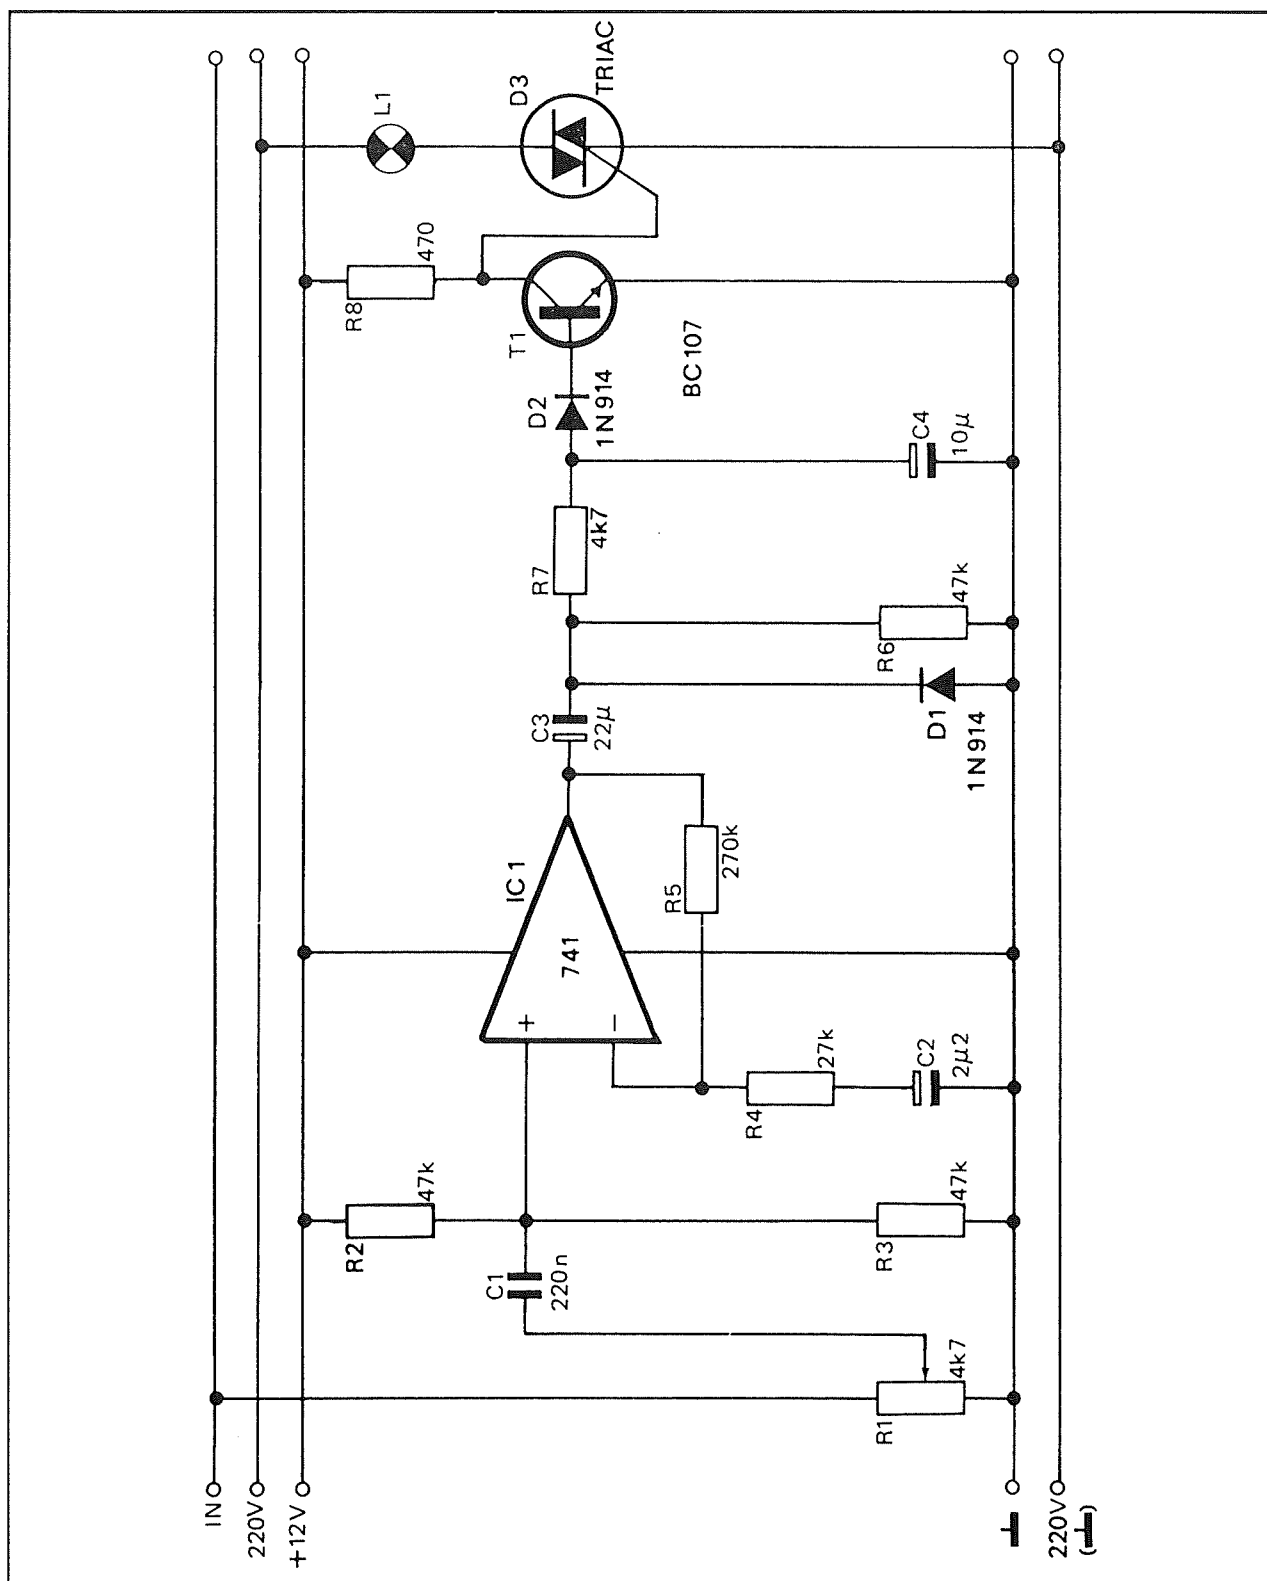 IN
220V
+12V
L1
D3
TRIAC
R8
470
T1
BC107
D2
1N914
C4
10μ
R7
4k7
R6
47k
D1
1N914
C3
22μ
IC1
741
+
−
R5
270k
R4
27k
C2
2μ2
R2
47k
R3
47k
C1
220n
R1
4k7
220V
(⊥)